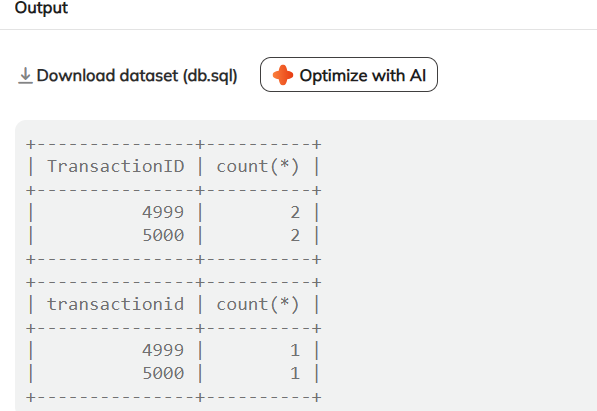 Output
Download dataset (db.sql) Optimize with AI
+---------------+----------+
| TransactionID | count(*) |
+---------------+----------+
|          4999 |        2 |
|          5000 |        2 |
+---------------+----------+
+---------------+----------+
| transactionid | count(*) |
+---------------+----------+
|          4999 |        1 |
|          5000 |        1 |
+---------------+----------+